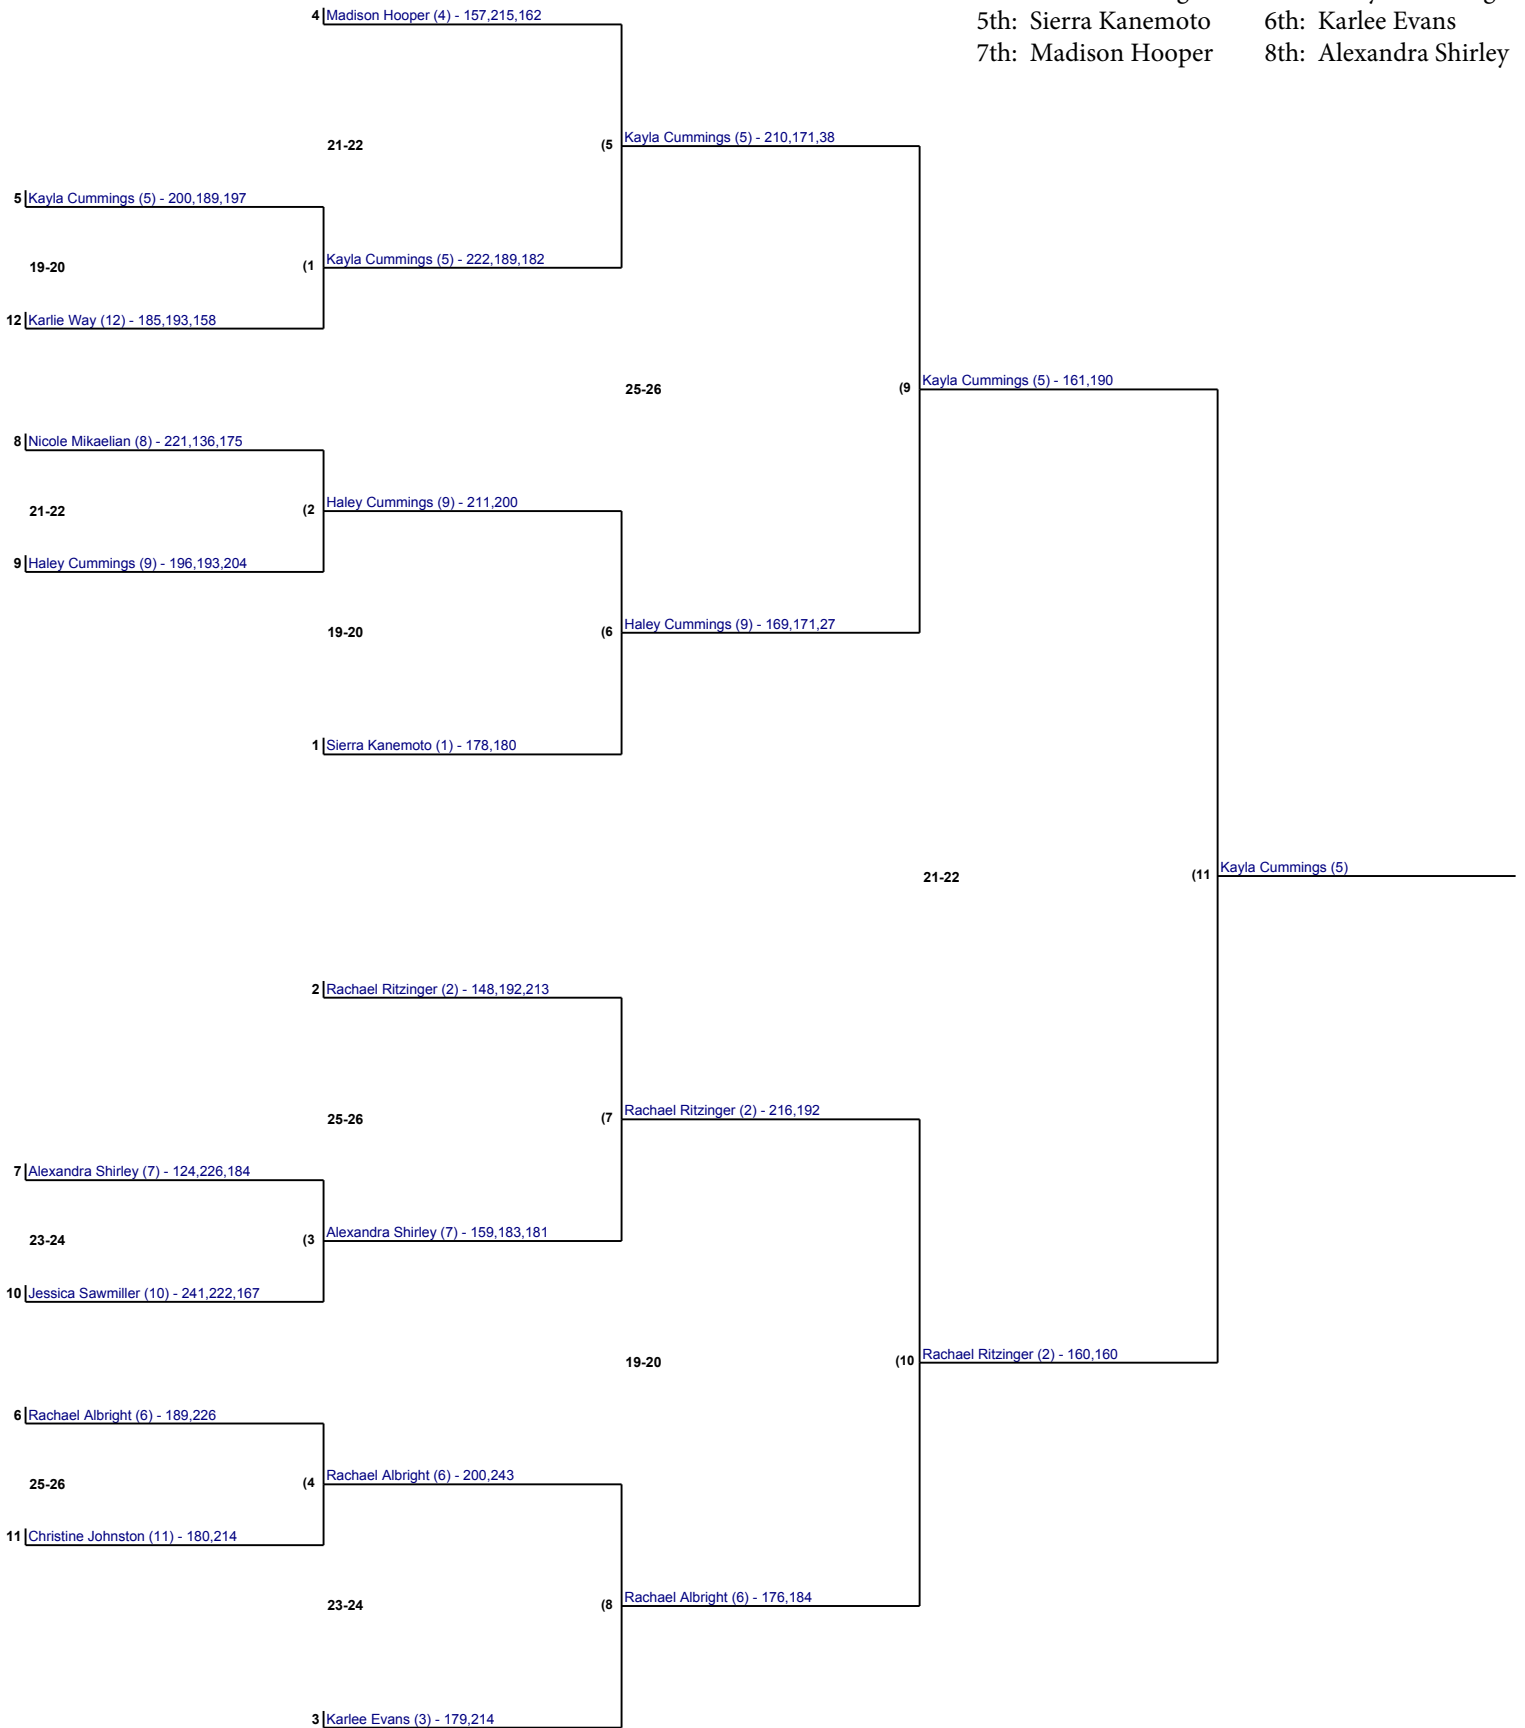 4 Madison Hooper (4) - 157,215,162
5th: Sierra Kanemoto 6th: Karlee Evans
7th: Madison Hooper 8th: Alexandra Shirley
21-22 (5 Kayla Cummings (5) - 210,171,38
5 Kayla Cummings (5) - 200,189,197
19-20 (1 Kayla Cummings (5) - 222,189,182
12 Karlie Way (12) - 185,193,158
25-26 (9 Kayla Cummings (5) - 161,190
8 Nicole Mikaelian (8) - 221,136,175
21-22 (2 Haley Cummings (9) - 211,200
9 Haley Cummings (9) - 196,193,204
19-20 (6 Haley Cummings (9) - 169,171,27
1 Sierra Kanemoto (1) - 178,180
21-22 (11 Kayla Cummings (5)
2 Rachael Ritzinger (2) - 148,192,213
25-26 (7 Rachael Ritzinger (2) - 216,192
7 Alexandra Shirley (7) - 124,226,184
23-24 (3 Alexandra Shirley (7) - 159,183,181
10 Jessica Sawmiller (10) - 241,222,167
19-20 (10 Rachael Ritzinger (2) - 160,160
6 Rachael Albright (6) - 189,226
25-26 (4 Rachael Albright (6) - 200,243
11 Christine Johnston (11) - 180,214
23-24 (8 Rachael Albright (6) - 176,184
3 Karlee Evans (3) - 179,214